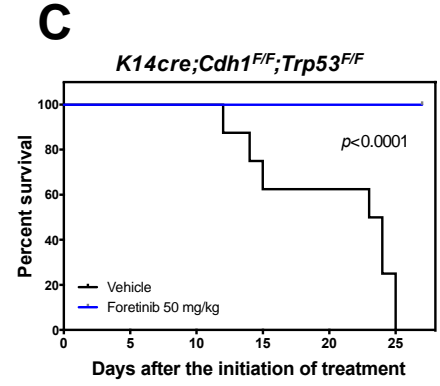 C
K14cre;Cdh1F/F;Trp53F/F
100
80
60
40
20
0
Percent survival
p<0.0001
Vehicle
Foretinib 50 mg/kg
0 5 10 15 20 25
Days after the initiation of treatment